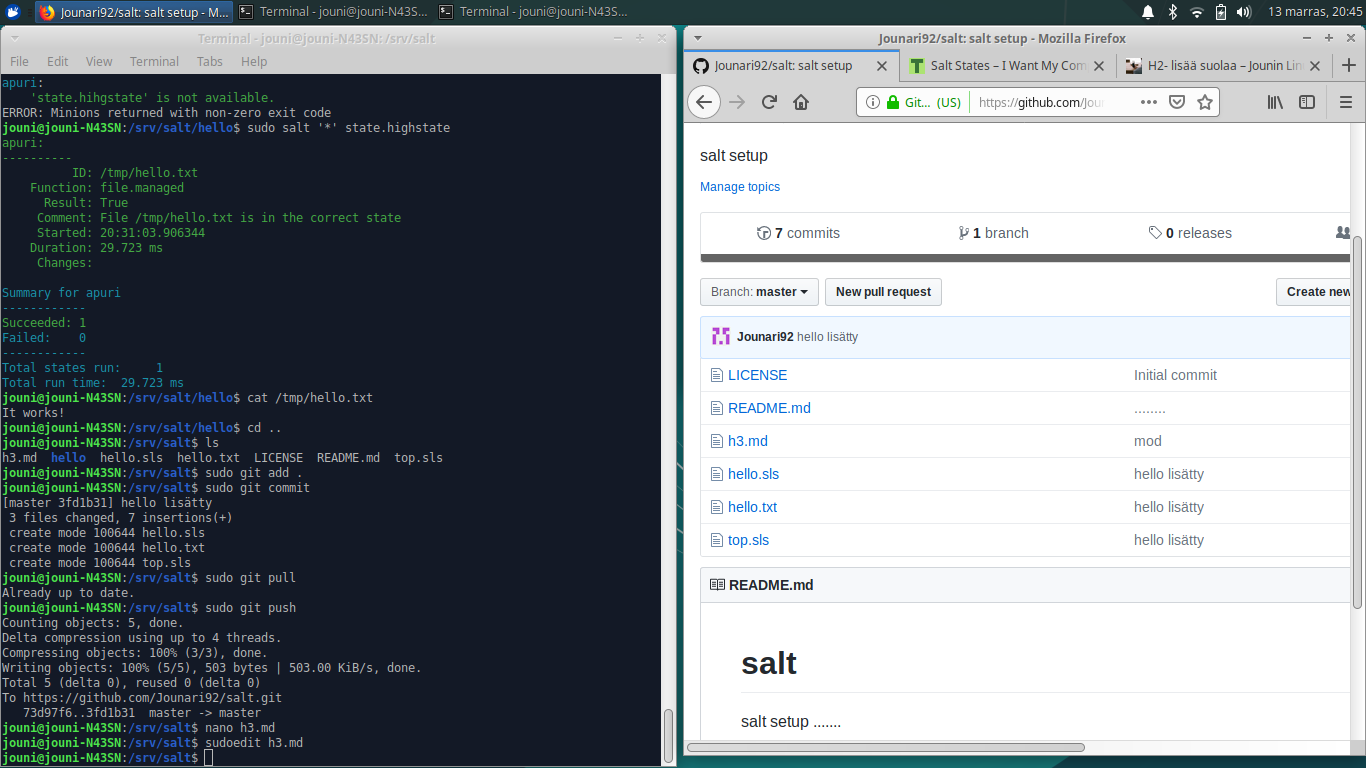 Jounari92/salt: salt setup - M...
Terminal - jouni@jouni-N43S...
Terminal - jouni@jouni-N43S...
13 marras, 20:45
Terminal - jouni@jouni-N43SN: /srv/salt
File Edit View Terminal Tabs Help
apuri:
'state.hihgstate' is not available.
ERROR: Minions returned with non-zero exit code
jouni@jouni-N43SN:/srv/salt/hello$ sudo salt '*' state.highstate
apuri:
----------
ID: /tmp/hello.txt
Function: file.managed
Result: True
Comment: File /tmp/hello.txt is in the correct state
Started: 20:31:03.906344
Duration: 29.723 ms
Changes:
Summary for apuri
------------
Succeeded: 1
Failed: 0
------------
Total states run: 1
Total run time: 29.723 ms
jouni@jouni-N43SN:/srv/salt/hello$ cat /tmp/hello.txt
It works!
jouni@jouni-N43SN:/srv/salt/hello$ cd ..
jouni@jouni-N43SN:/srv/salt$ ls
h3.md hello hello.sls hello.txt LICENSE README.md top.sls
jouni@jouni-N43SN:/srv/salt$ sudo git add .
jouni@jouni-N43SN:/srv/salt$ sudo git commit
[master 3fd1b31] hello lisätty
3 files changed, 7 insertions(+)
create mode 100644 hello.sls
create mode 100644 hello.txt
create mode 100644 top.sls
jouni@jouni-N43SN:/srv/salt$ sudo git pull
Already up to date.
jouni@jouni-N43SN:/srv/salt$ sudo git push
Counting objects: 5, done.
Delta compression using up to 4 threads.
Compressing objects: 100% (3/3), done.
Writing objects: 100% (5/5), 503 bytes | 503.00 KiB/s, done.
Total 5 (delta 0), reused 0 (delta 0)
To https://github.com/Jounari92/salt.git
73d97f6..3fd1b31 master -> master
jouni@jouni-N43SN:/srv/salt$ nano h3.md
jouni@jouni-N43SN:/srv/salt$ sudoedit h3.md
jouni@jouni-N43SN:/srv/salt$
Jounari92/salt: salt setup - Mozilla Firefox
Jounari92/salt: salt setup
Salt States – I Want My Com
H2- lisää suolaa – Jounin Lin
Git... (US)
https://github.com/Jou
salt setup
Manage topics
7 commits
1 branch
0 releases
Branch: master
New pull request
Create new
Jounari92 hello lisätty
LICENSE Initial commit
README.md ........
h3.md mod
hello.sls hello lisätty
hello.txt hello lisätty
top.sls hello lisätty
README.md
salt
salt setup .......